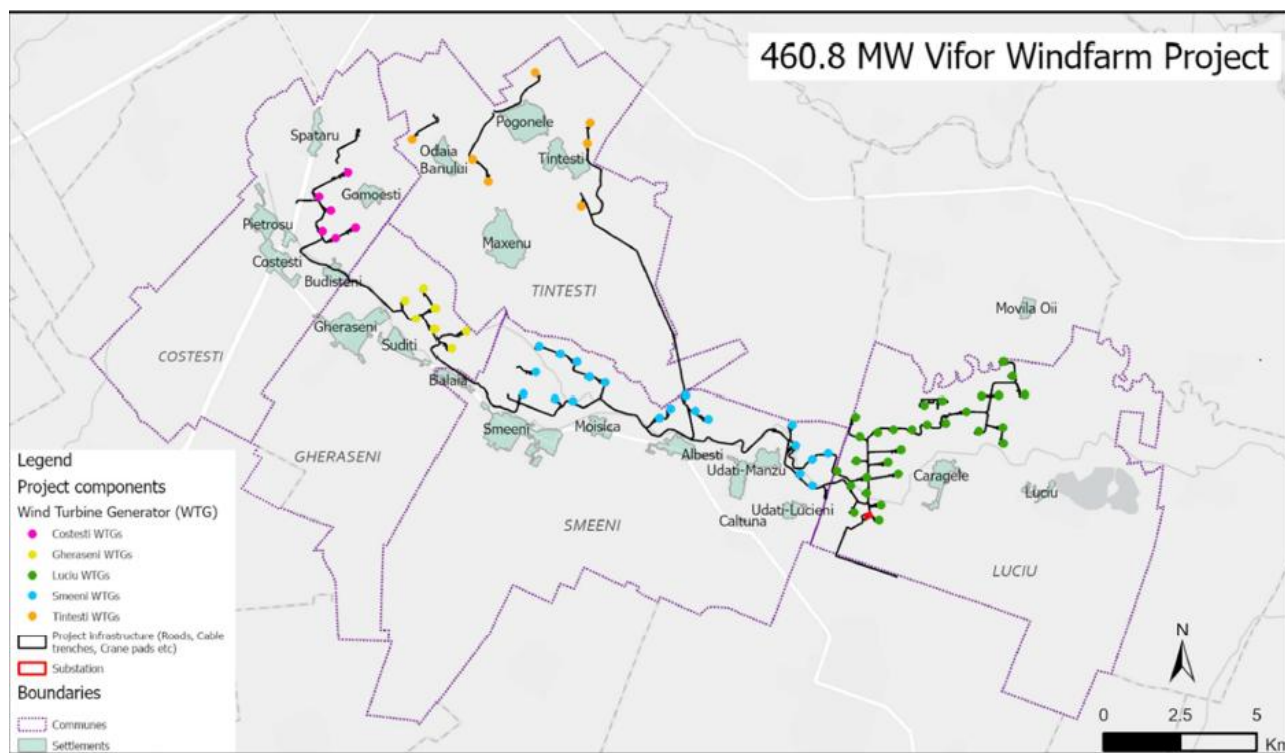 460.8 MW Vifor Windfarm Project
Spataru
Pogonele
Odaia
Banului
Tintesti
Gomoesti
Pietrosu
Costesti
Maxenu
Budisteni
TINTESTI
Movila Oii
Gheraseni
Suditi
COSTESTI
Balaia
Smeeni
Moisica
Albesti
Udati-Manzu
Caragele
Luciu
GHERASENI
Udati-Lucieni
Caltuna
SMEENI
LUCIU
Legend
Project components
Wind Turbine Generator (WTG)
Costesti WTGs
Gheraseni WTGs
Luciu WTGs
Smeeni WTGs
Tintesti WTGs
Project infrastructure (Roads, Cable
trenches, Crane pads etc)
Substation
Boundaries
Communes
Settlements
N
0 2.5 5
Km